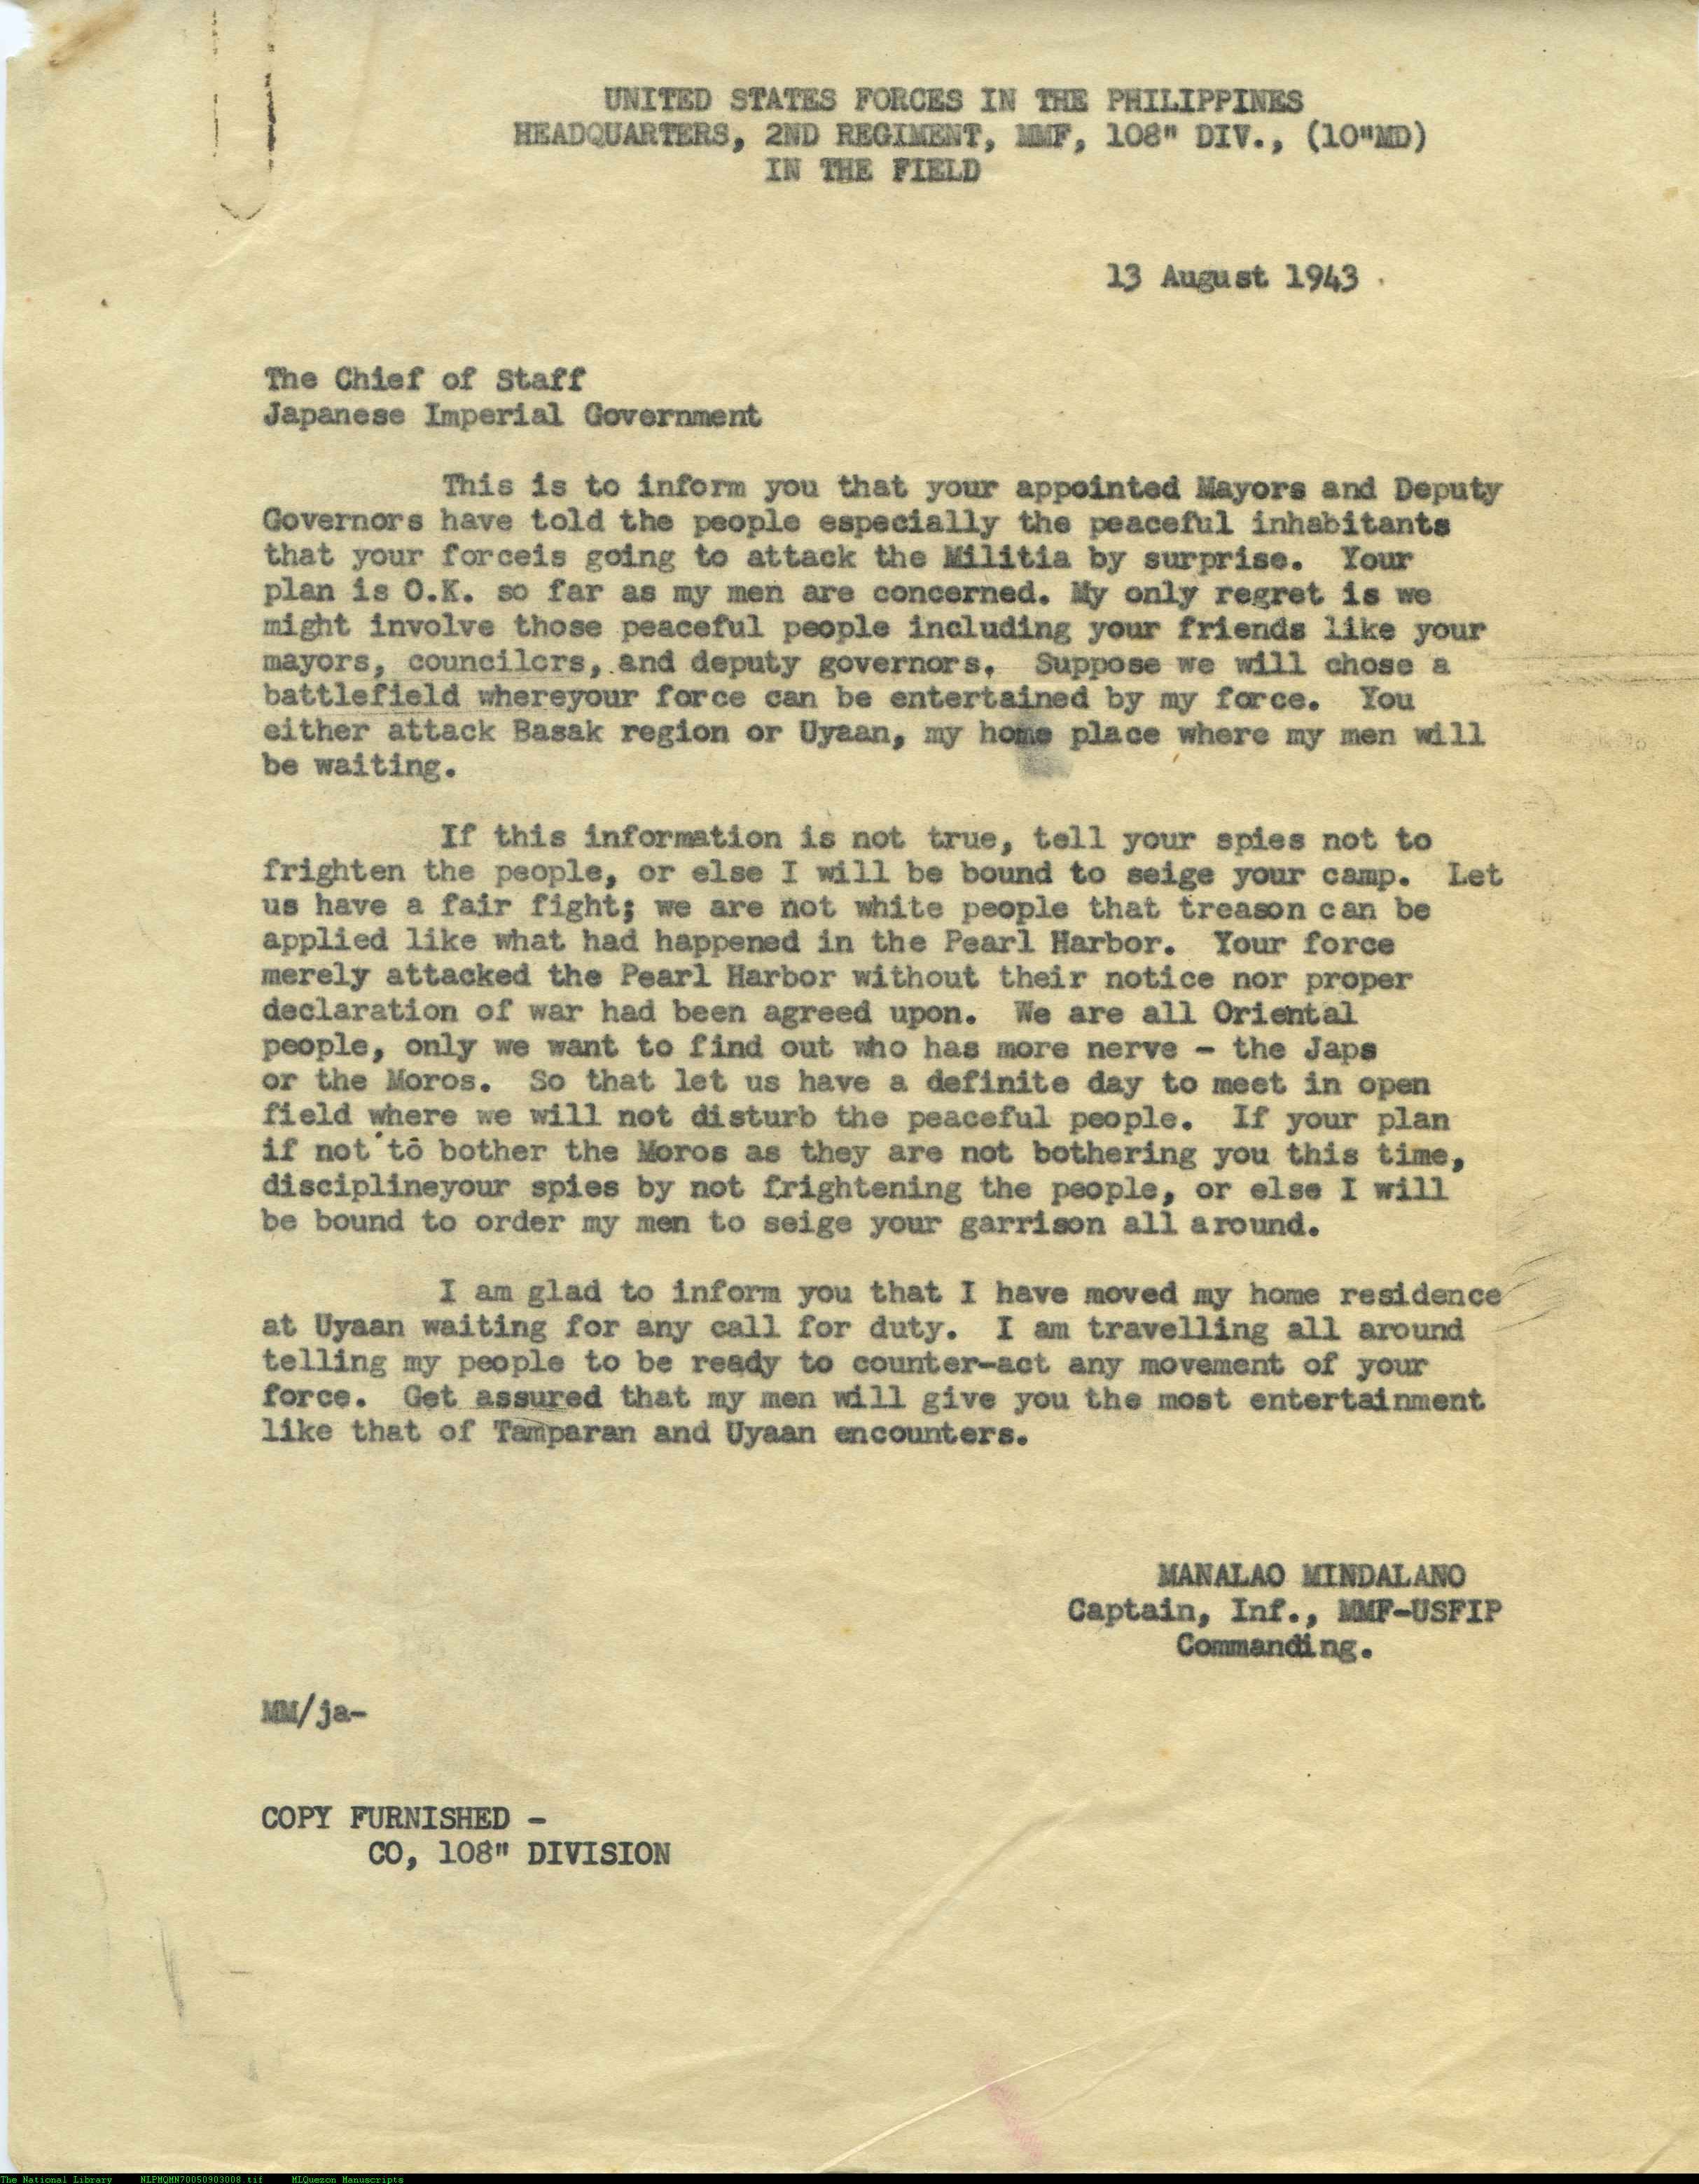 UNITED STATES FORCES IN THE PHILIPPINES
HEADQUARTERS, 2ND REGIMENT, MMF, 108" DIV., (10"MD)
IN THE FIELD
13 August 1943
The Chief of Staff
Japanese Imperial Government
This is to inform you that your appointed Mayors and Deputy
Governors have told the people especially the peaceful inhabitants
that your forceis going to attack the Militia by surprise. Your
plan is O.K. so far as my men are concerned. My only regret is we
might involve those peaceful people including your friends like your
mayors, councilors, and deputy governors. Suppose we will chose a
battlefield whereyour force can be entertained by my force. You
either attack Basak region or Uyaan, my home place where my men will
be waiting.
If this information is not true, tell your spies not to
frighten the people, or else I will be bound to seige your camp. Let
us have a fair fight; we are not white people that treason can be
applied like what had happened in the Pearl Harbor. Your force
merely attacked the Pearl Harbor without their notice nor proper
declaration of war had been agreed upon. We are all Oriental
people, only we want to find out who has more nerve - the Japs
or the Moros. So that let us have a definite day to meet in open
field where we will not disturb the peaceful people. If your plan
if not to bother the Moros as they are not bothering you this time,
disciplineyour spies by not frightening the people, or else I will
be bound to order my men to seige your garrison all around.
I am glad to inform you that I have moved my home residence
at Uyaan waiting for any call for duty. I am travelling all around
telling my people to be ready to counter-act any movement of your
force. Get assured that my men will give you the most entertainment
like that of Tamparan and Uyaan encounters.
MANALAO MINDALANO
Captain, Inf., MMF-USFIP
Commanding.
MM/ja-
COPY FURNISHED -
CO, 108" DIVISION
The National Library NLPMQMN70050903008.tif MLQuezon Manuscripts